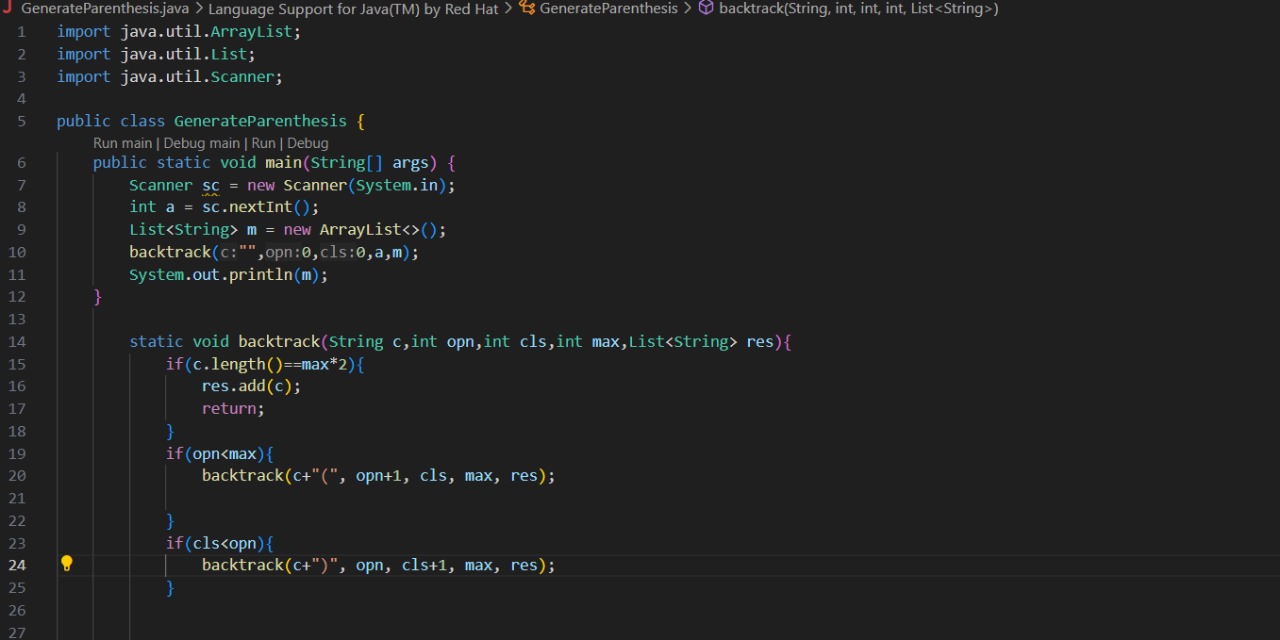 GenerateParenthesis.java > Language Support for Java(TM) by Red Hat > GenerateParenthesis > backtrack(String, int, int, int, List<String>)
1 import java.util.ArrayList;
2 import java.util.List;
3 import java.util.Scanner;
4
5 public class GenerateParenthesis {
Run main | Debug main | Run | Debug
6 public static void main(String[] args) {
7 Scanner sc = new Scanner(System.in);
8 int a = sc.nextInt();
9 List<String> m = new ArrayList<>();
10 backtrack(c:"",opn:0,cls:0,a,m);
11 System.out.println(m);
12 }
13
14 static void backtrack(String c,int opn,int cls,int max,List<String> res){
15 if(c.length()==max*2){
16 res.add(c);
17 return;
18 }
19 if(opn<max){
20 backtrack(c+"(", opn+1, cls, max, res);
21
22 }
23 if(cls<opn){
24 backtrack(c+")", opn, cls+1, max, res);
25 }
26
27